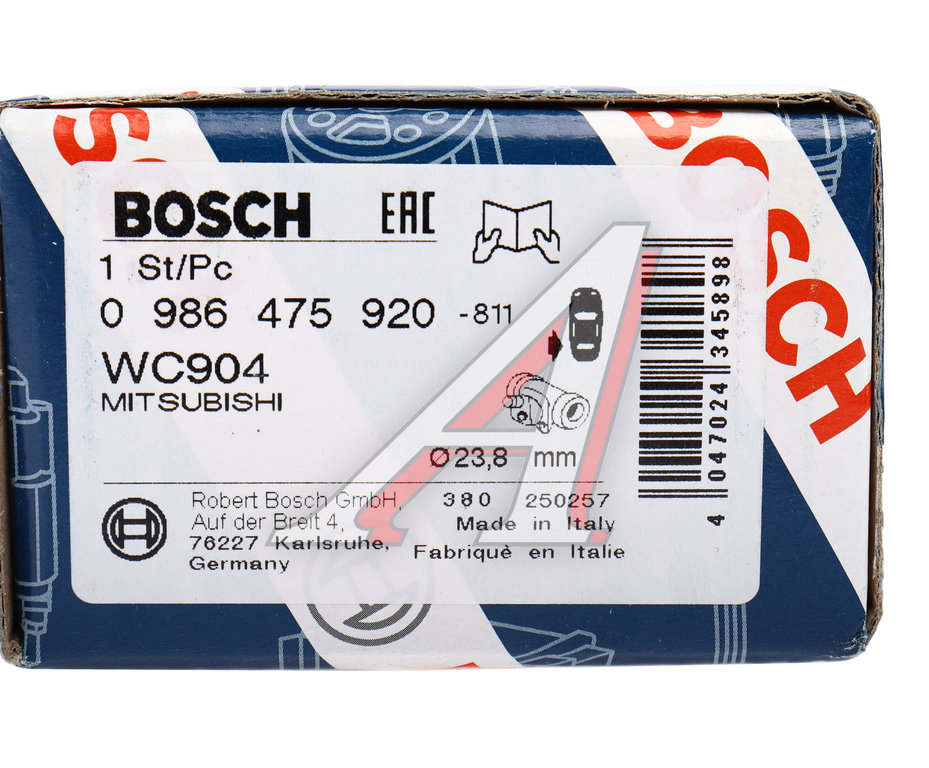 BOSCH
BOSCH EAC
1 St/Pc
0 986 475 920 -811
WC904
MITSUBISHI
Ø23,8 mm
Robert Bosch GmbH,
Auf der Breit 4,
76227 Karlsruhe,
Germany
380 250257
Made in Italy
Fabriquè en Italie
4 047024 345898